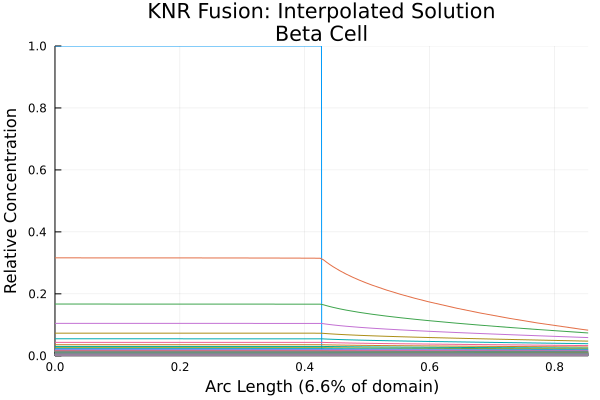 KNR Fusion: Interpolated Solution
Beta Cell
1.0
0.8
0.6
0.4
0.2
0.0
Relative Concentration
0.0 0.2 0.4 0.6 0.8
Arc Length (6.6% of domain)